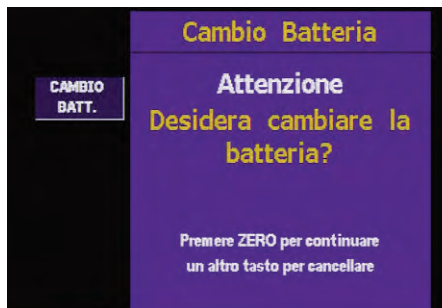 Cambio Batteria
CAMBIO
BATT.
Attenzione
Desidera cambiare la
batteria?
Premere ZERO per continuare
un altro tasto per cancellare